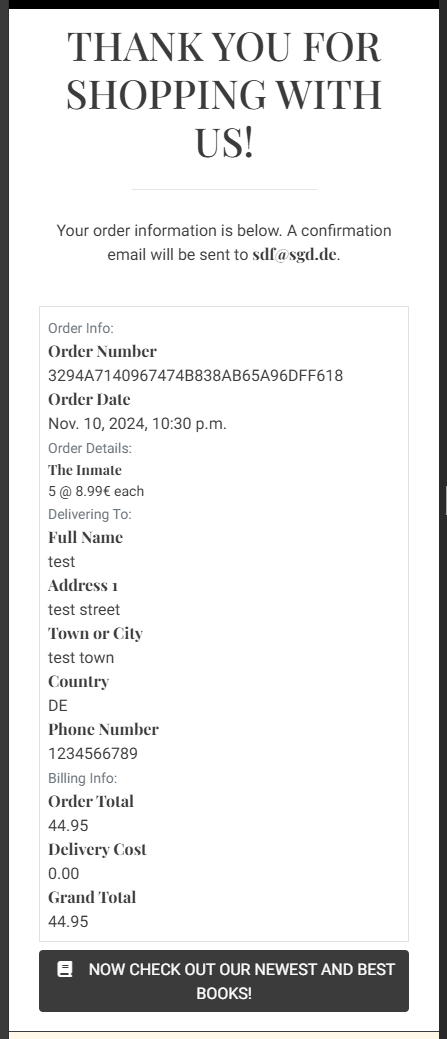 THANK YOU FOR
SHOPPING WITH
US!
Your order information is below. A confirmation
email will be sent to sdf@sgd.de.
Order Info:
Order Number
3294A7140967474B838AB65A96DFF618
Order Date
Nov. 10, 2024, 10:30 p.m.
Order Details:
The Inmate
5 @ 8.99€ each
Delivering To:
Full Name
test
Address 1
test street
Town or City
test town
Country
DE
Phone Number
1234566789
Billing Info:
Order Total
44.95
Delivery Cost
0.00
Grand Total
44.95
NOW CHECK OUT OUR NEWEST AND BEST
BOOKS!